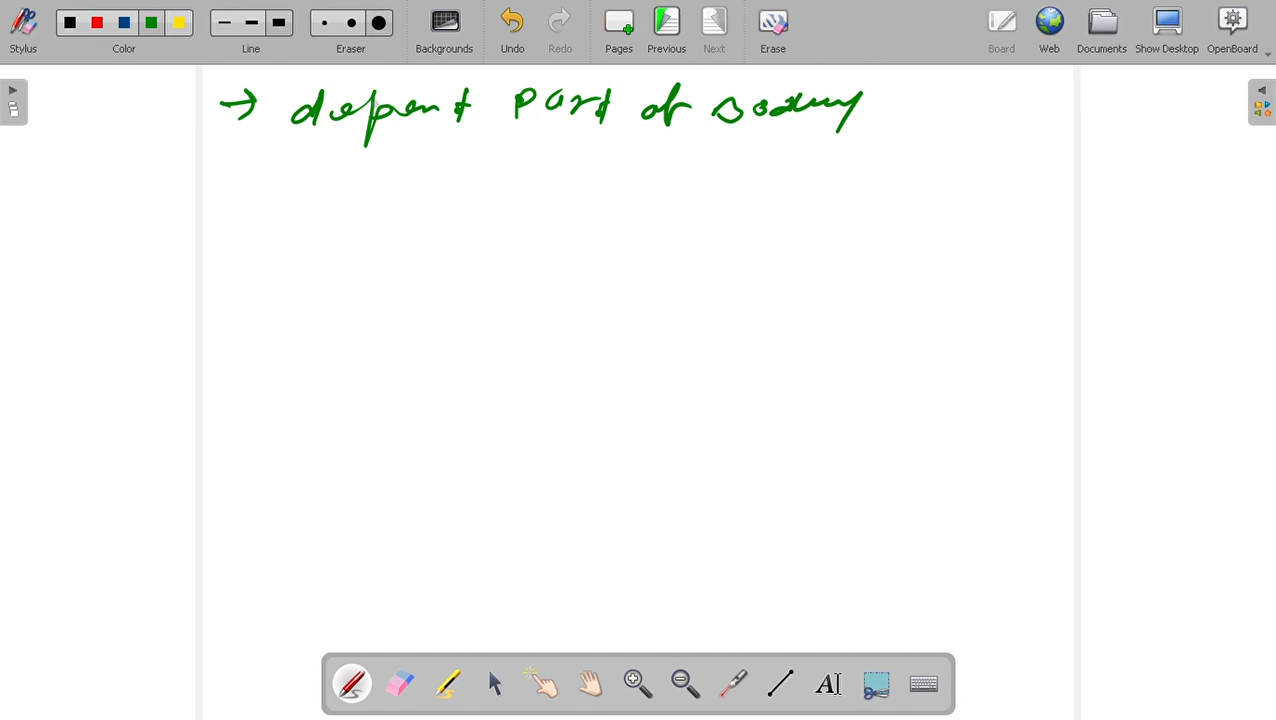 Stylus Color Line Eraser Backgrounds Undo Redo Pages Previous Next Erase Board Web Documents Show Desktop OpenBoard
→ depent part of body